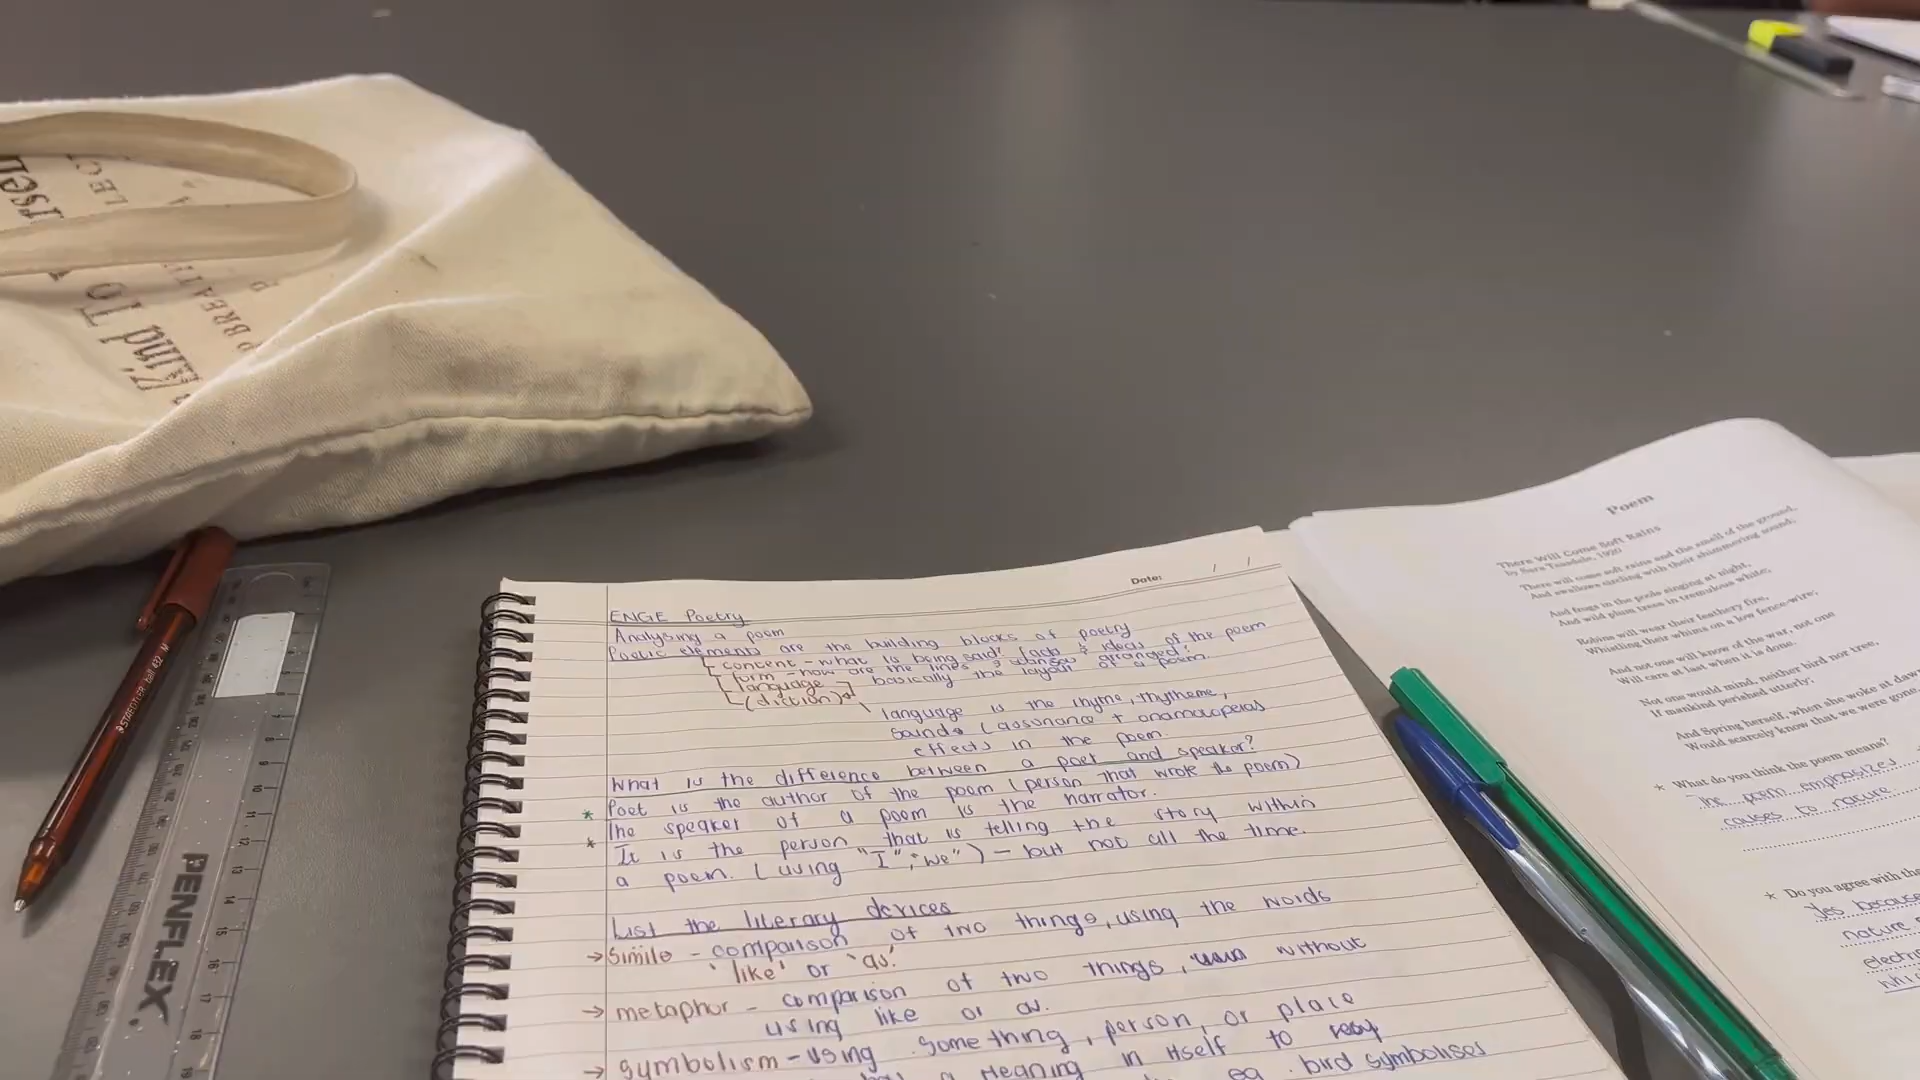 Kind To
BREAT
LECT
STAEDTLER ball 432 M
PENFLEX
Date: / /
ENGE Poetry
Analysing a poem
Poetic elements are the building blocks of poetry
content - what is being said? facts & ideas of the poem
form - how are the lines & stanzas arranged?
basically the layout of a poem.
language
(diction)
language is the rhyme, rhytheme,
sounds (assonance + onamatopoeias
effects in the poem.
What is the difference between a poet and speaker?
* Poet is the author of the poem (person that wrote the poem)
The speaker of a poem is the narrator.
* It is the person that is telling the story within
a poem. (using "I", "we") - but not all the time.
List the literary devices
→ Simile - comparison of two things, using the words
'like' or 'as'.
→ metaphor - comparison of two things, without
using like or as.
→ symbolism - using something, person, or place
a meaning in itself to
eg. bird symbolises
Poem
There Will Come Soft Rains
by Sara Teasdale, 1920
There will come soft rains and the smell of the ground,
And swallows circling with their shimmering sound;
And frogs in the pools singing at night,
And wild plum trees in tremulous white;
Robins will wear their feathery fire,
Whistling their whims on a low fence-wire;
And not one will know of the war, not one
Will care at last when it is done.
Not one would mind, neither bird nor tree,
If mankind perished utterly;
And Spring herself, when she woke at dawn
Would scarcely know that we were gone.
* What do you think the poem means?
The poem emphasizes
causes to nature
* Do you agree with the
Yes because
nature
electri